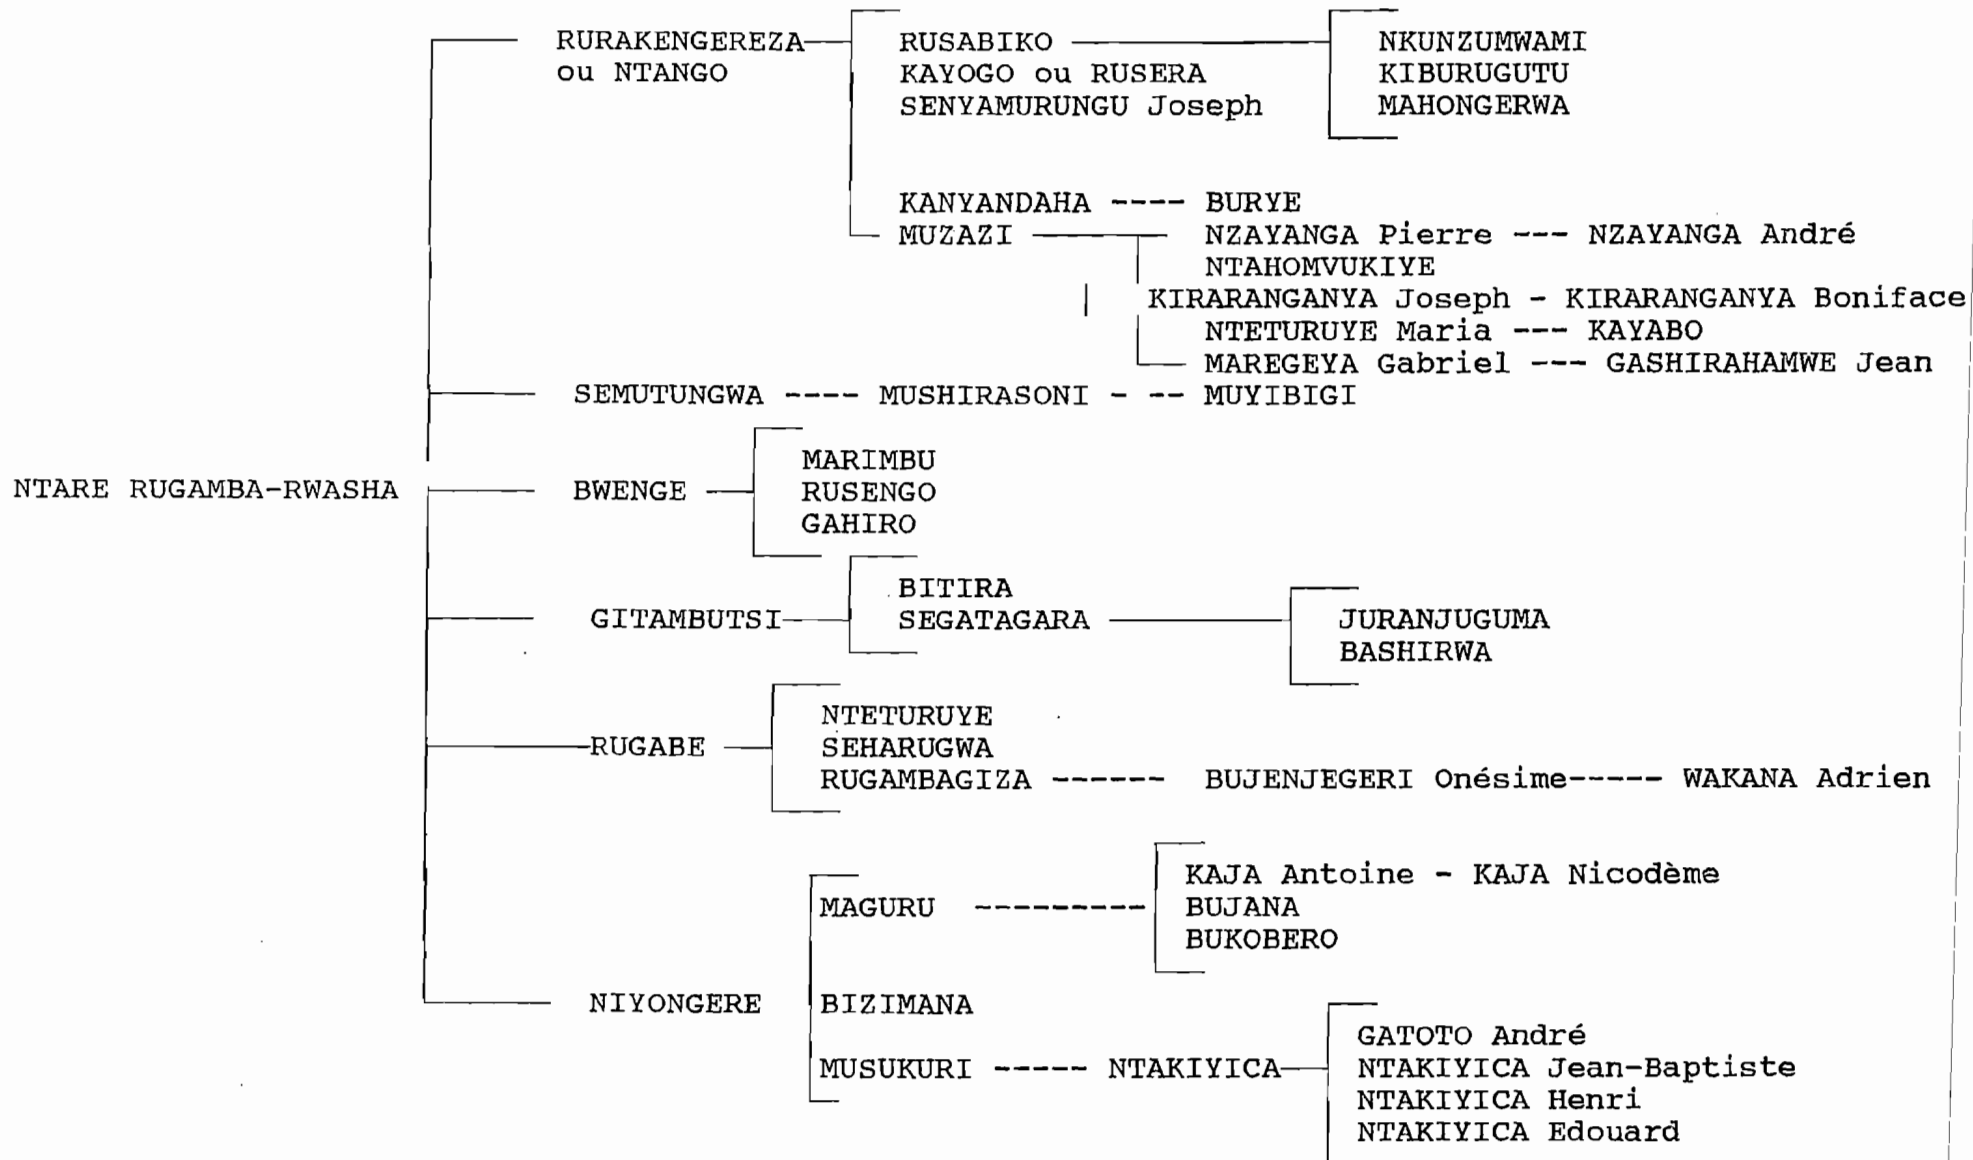 RURAKENGEREZA RUSABIKO NKUNZUMWAMI
ou NTANGO KAYOGO ou RUSERA KIBURUGUTU
SENYAMURUNGU Joseph MAHONGERWA
KANYANDAHA ---- BURYE
MUZAZI NZAYANGA Pierre --- NZAYANGA André
NTAHOMVUKIYE
KIRARANGANYA Joseph - KIRARANGANYA Boniface
NTETURUYE Maria --- KAYABO
MAREGEYA Gabriel --- GASHIRAHAMWE Jean
SEMUTUNGWA ---- MUSHIRASONI - -- MUYIBIGI
MARIMBU
NTARE RUGAMBA-RWASHA BWENGE RUSENGO
GAHIRO
BITIRA
GITAMBUTSI SEGATAGARA JURANJUGUMA
BASHIRWA
NTETURUYE
RUGABE SEHARUGWA
RUGAMBAGIZA ------ BUJENJEGERI Onésime----- WAKANA Adrien
KAJA Antoine - KAJA Nicodème
MAGURU --------- BUJANA
BUKOBERO
NIYONGERE BIZIMANA
GATOTO André
MUSUKURI ----- NTAKIYICA NTAKIYICA Jean-Baptiste
NTAKIYICA Henri
NTAKIYICA Edouard